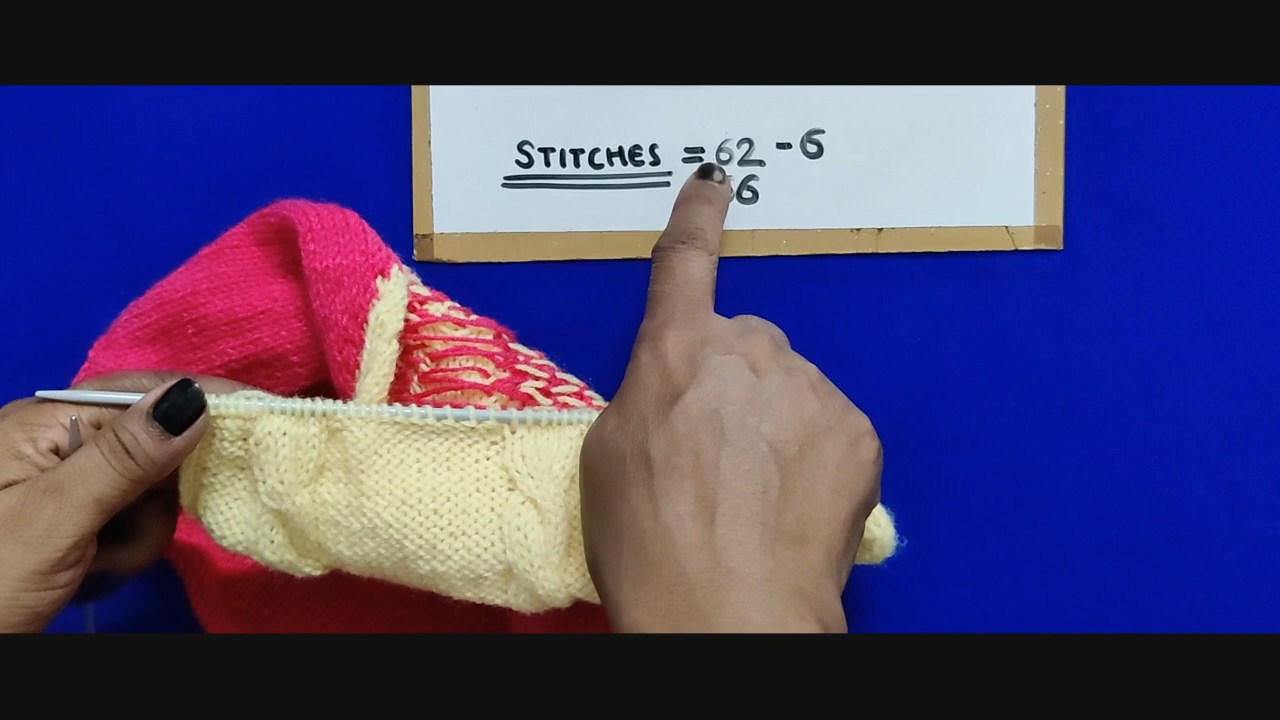 STITCHES = 62 - 6